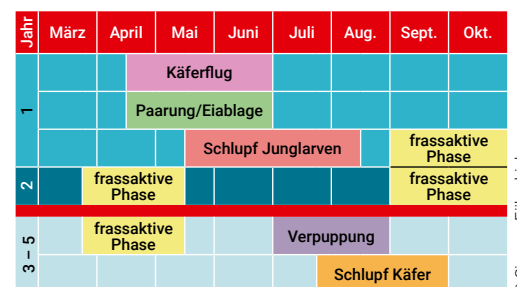 Jahr März April Mai Juni Juli Aug. Sept. Okt.
1
Käferflug
Paarung/Eiablage
Schlupf Junglarven
frassaktive
Phase
2
frassaktive
Phase
frassaktive
Phase
3 – 5
frassaktive
Phase
Verpuppung
Schlupf Käfer